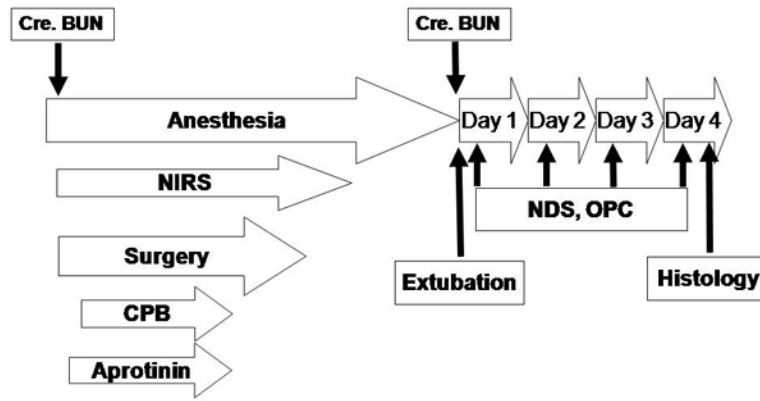 Cre. BUN
Cre. BUN
Anesthesia
Day 1
Day 2
Day 3
Day 4
NIRS
NDS, OPC
Surgery
Extubation
Histology
CPB
Aprotinin